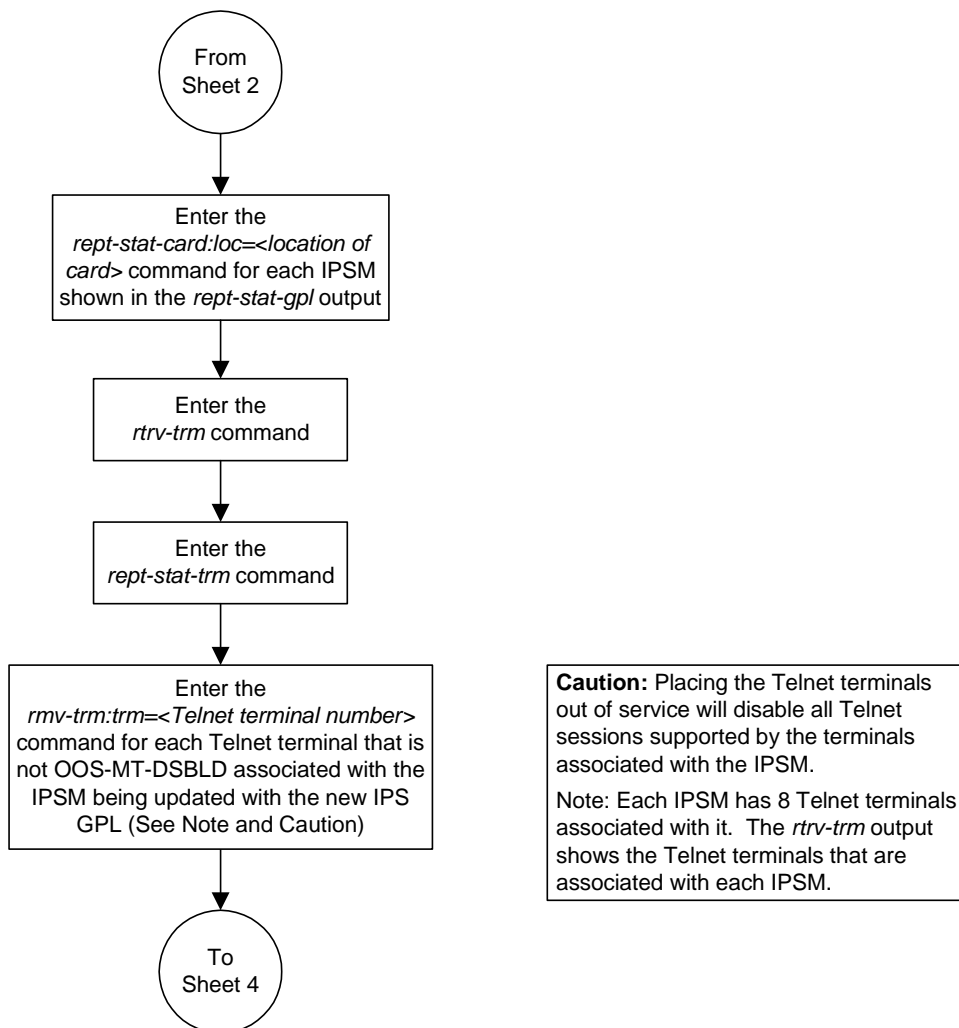 From
Sheet 2
Enter the
rept-stat-card:loc=<location of
card> command for each IPSM
shown in the rept-stat-gpl output
Enter the
rtrv-trm command
Enter the
rept-stat-trm command
Enter the
rmv-trm:trm=<Telnet terminal number>
command for each Telnet terminal that is
not OOS-MT-DSBLD associated with the
IPSM being updated with the new IPS
GPL (See Note and Caution)
Caution: Placing the Telnet terminals
out of service will disable all Telnet
sessions supported by the terminals
associated with the IPSM.
Note: Each IPSM has 8 Telnet terminals
associated with it. The rtrv-trm output
shows the Telnet terminals that are
associated with each IPSM.
To
Sheet 4